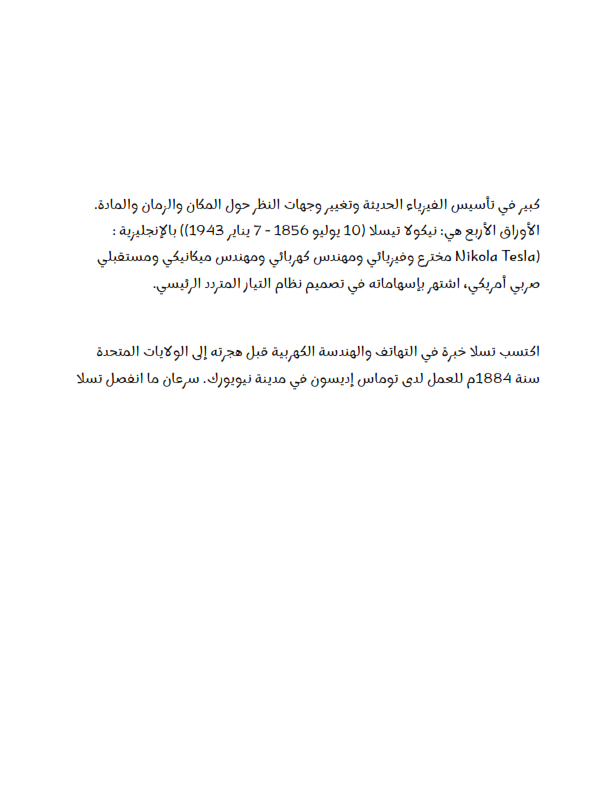 كبير في تأسيس الفيزياء الحديثة وتغيير وجهات النظر حول المكان والزمان والمادة.
الأوراق الأربع هي: نيكولا تيسلا (10 يوليو 1856 - 7 يناير 1943)) بالإنجليزية :
(Nikola Tesla مخترع وفيزيائي ومهندس كهربائي ومهندس ميكانيكي ومستقبلي
صربي أمريكي، اشتهر بإسهاماته في تصميم نظام التيار المتردد الرئيسي.
اكتسب تسلا خبرة في التهاتف والهندسة الكهربية قبل هجرته إلى الولايات المتحدة
سنة 1884م للعمل لدى توماس إديسون في مدينة نيويورك. سرعان ما انفصل تسلا